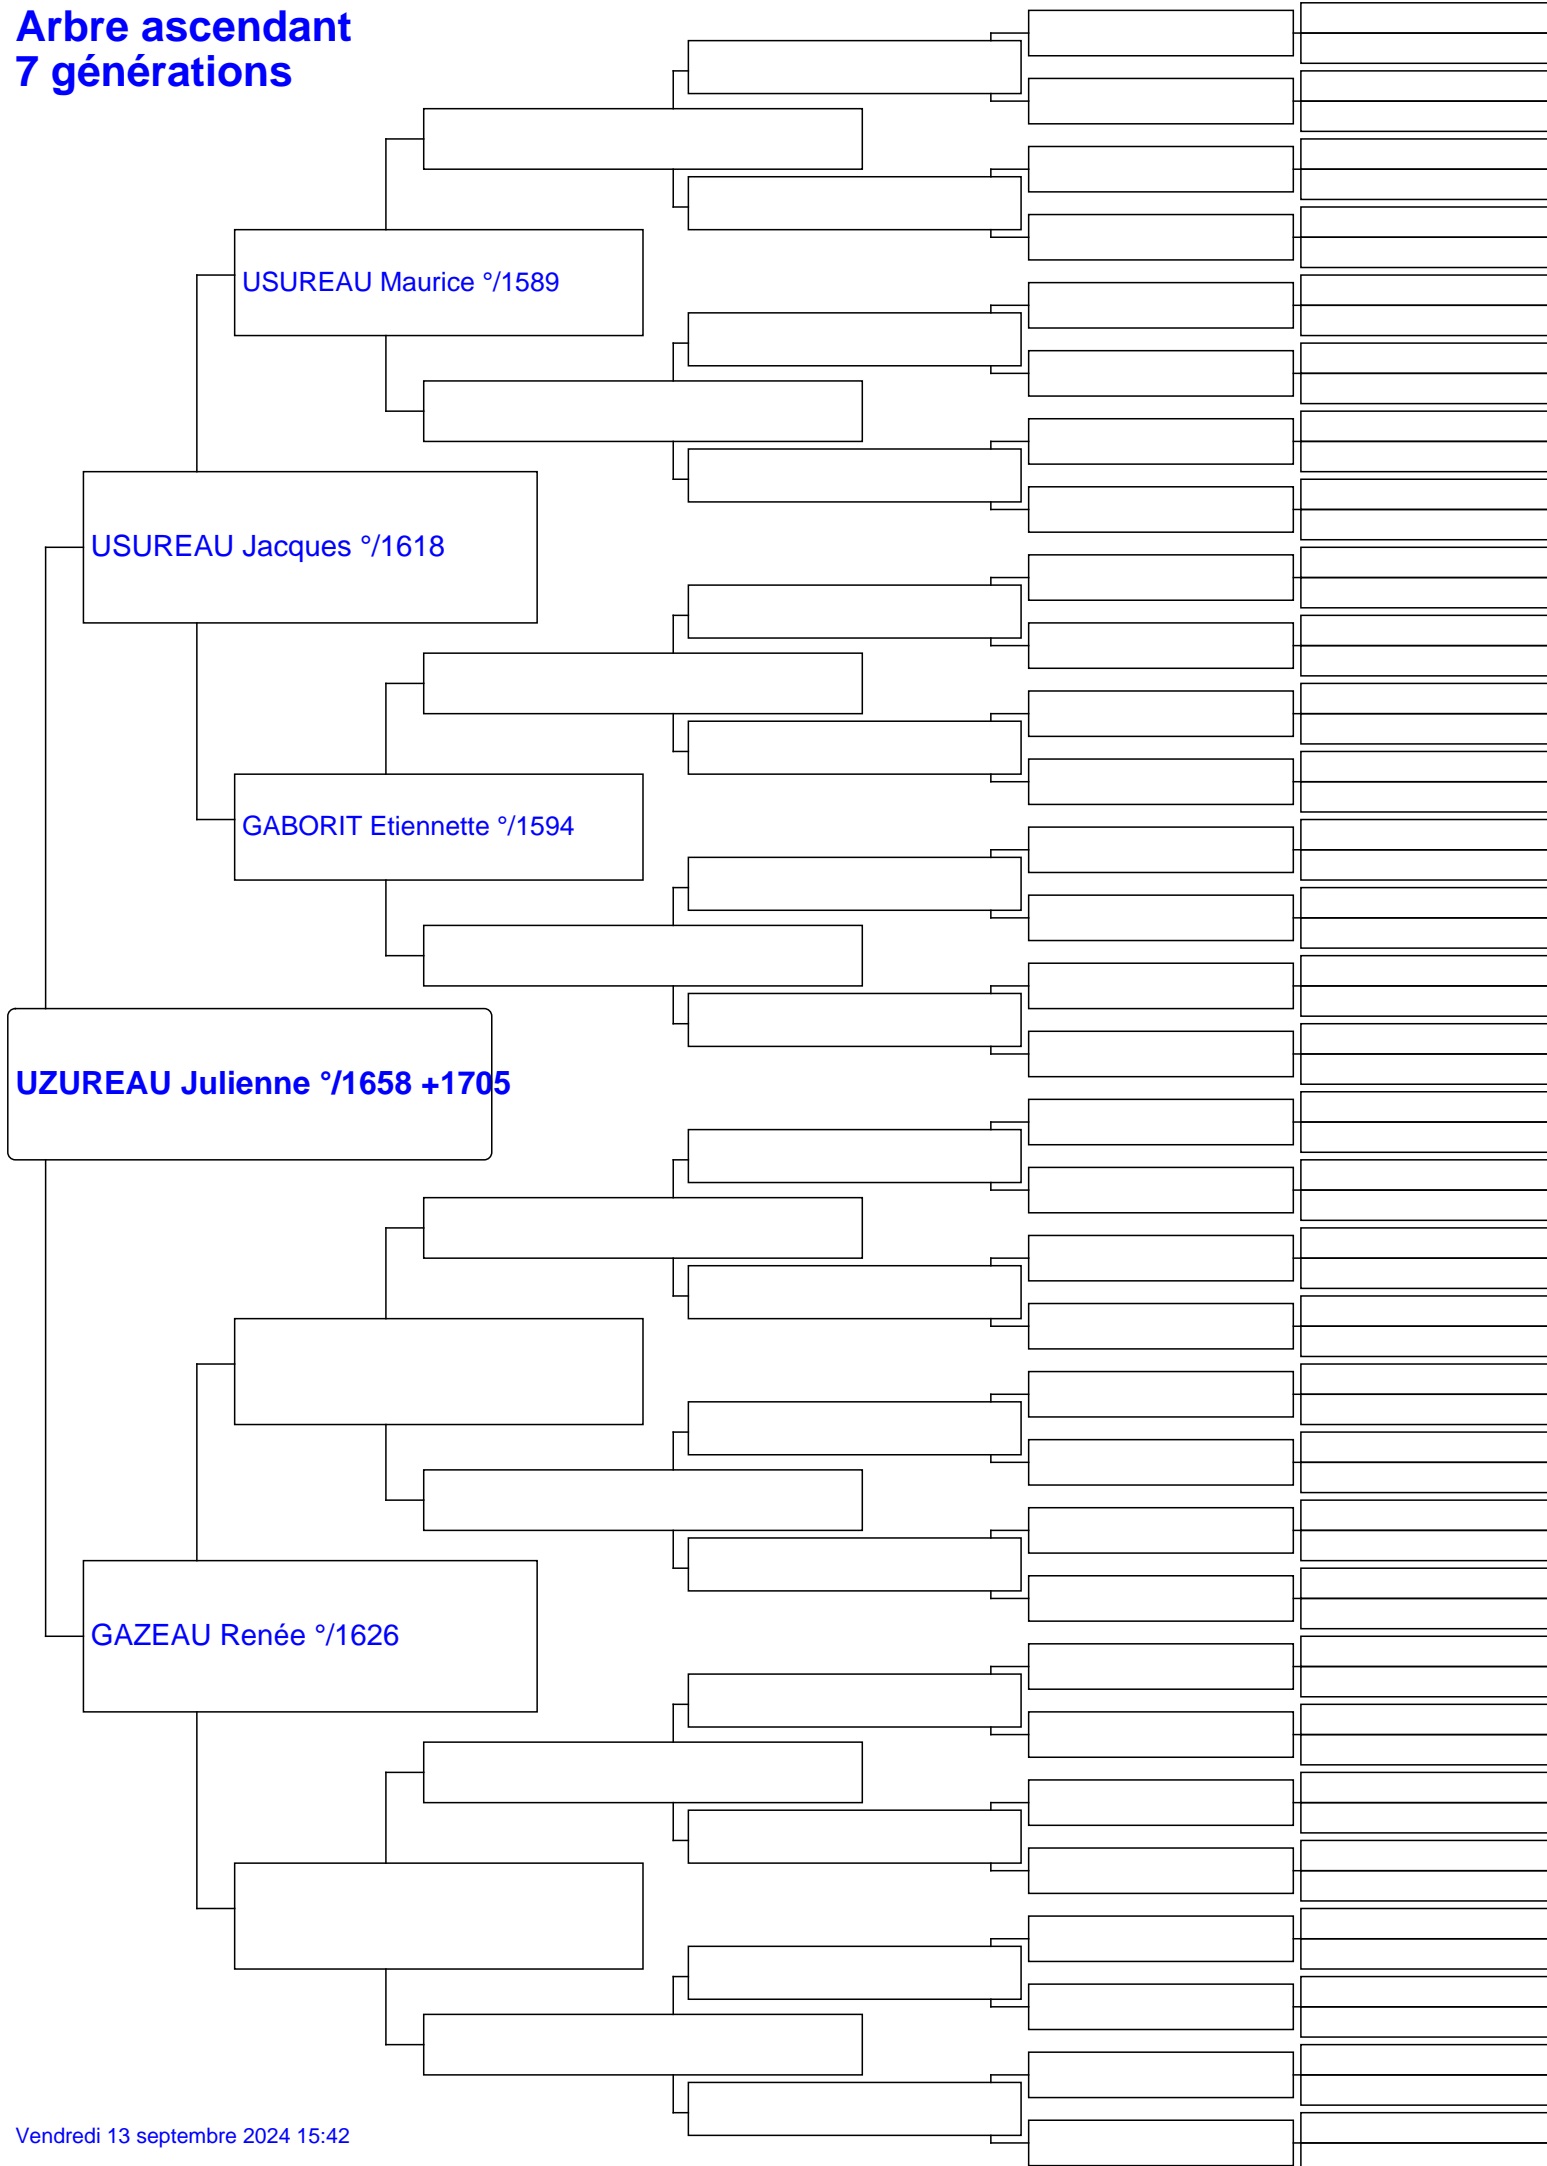 Arbre ascendant
7 générations
USUREAU Maurice °/1589
USUREAU Jacques °/1618
GABORIT Etiennette °/1594
UZUREAU Julienne °/1658 +1705
GAZEAU Renée °/1626
Vendredi 13 septembre 2024 15:42